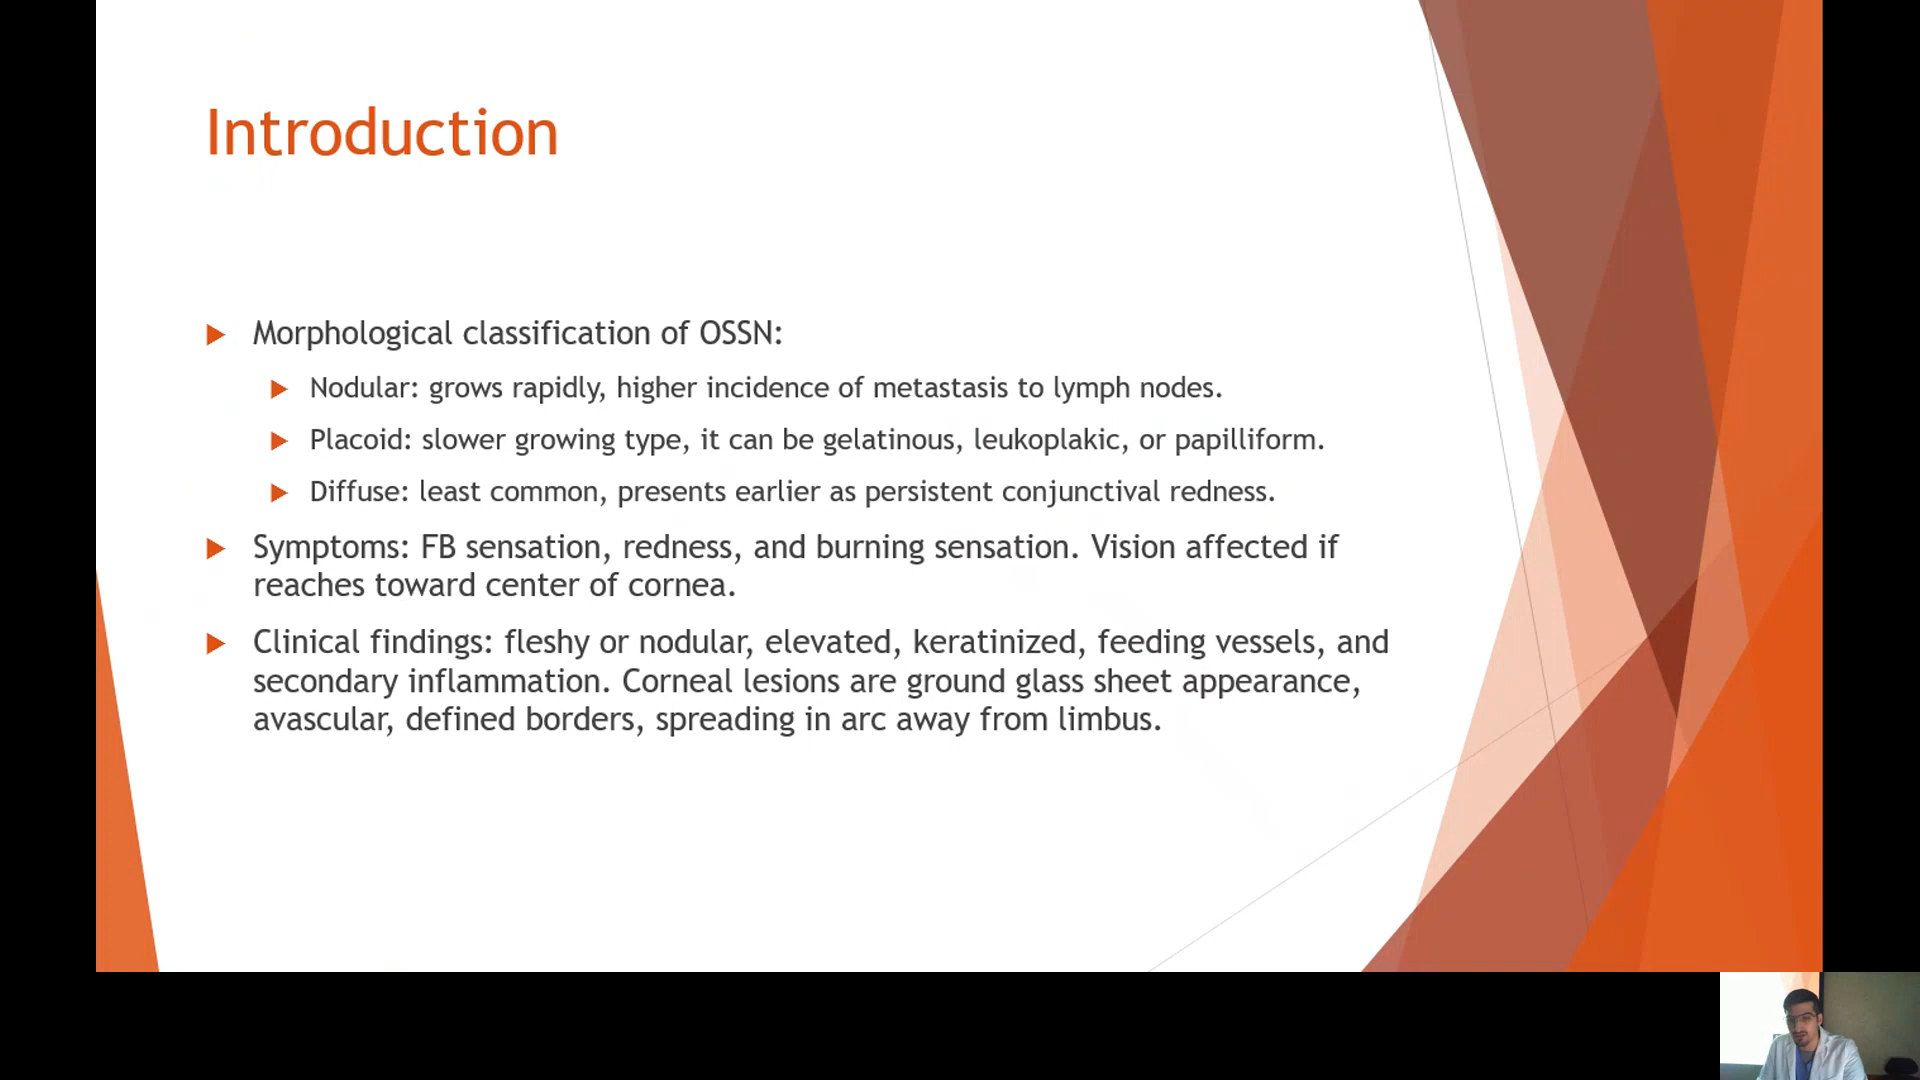 Introduction
Morphological classification of OSSN:
Nodular: grows rapidly, higher incidence of metastasis to lymph nodes.
Placoid: slower growing type, it can be gelatinous, leukoplakic, or papilliform.
Diffuse: least common, presents earlier as persistent conjunctival redness.
Symptoms: FB sensation, redness, and burning sensation. Vision affected if
reaches toward center of cornea.
Clinical findings: fleshy or nodular, elevated, keratinized, feeding vessels, and
secondary inflammation. Corneal lesions are ground glass sheet appearance,
avascular, defined borders, spreading in arc away from limbus.